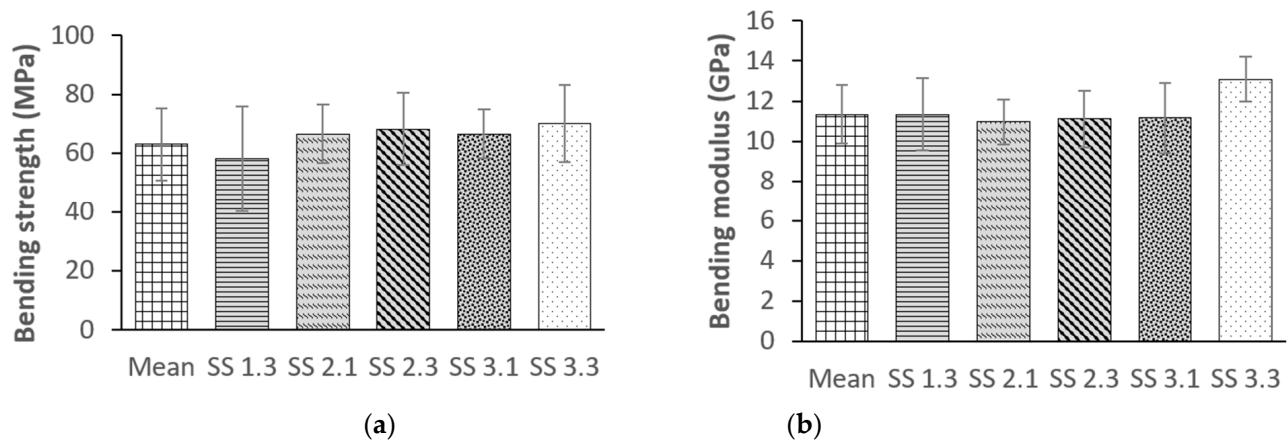 Bending strength (MPa)
100
80
60
40
20
0
Mean SS 1.3 SS 2.1 SS 2.3 SS 3.1 SS 3.3
(a)
Bending modulus (GPa)
16
14
12
10
8
6
4
2
0
Mean SS 1.3 SS 2.1 SS 2.3 SS 3.1 SS 3.3
(b)